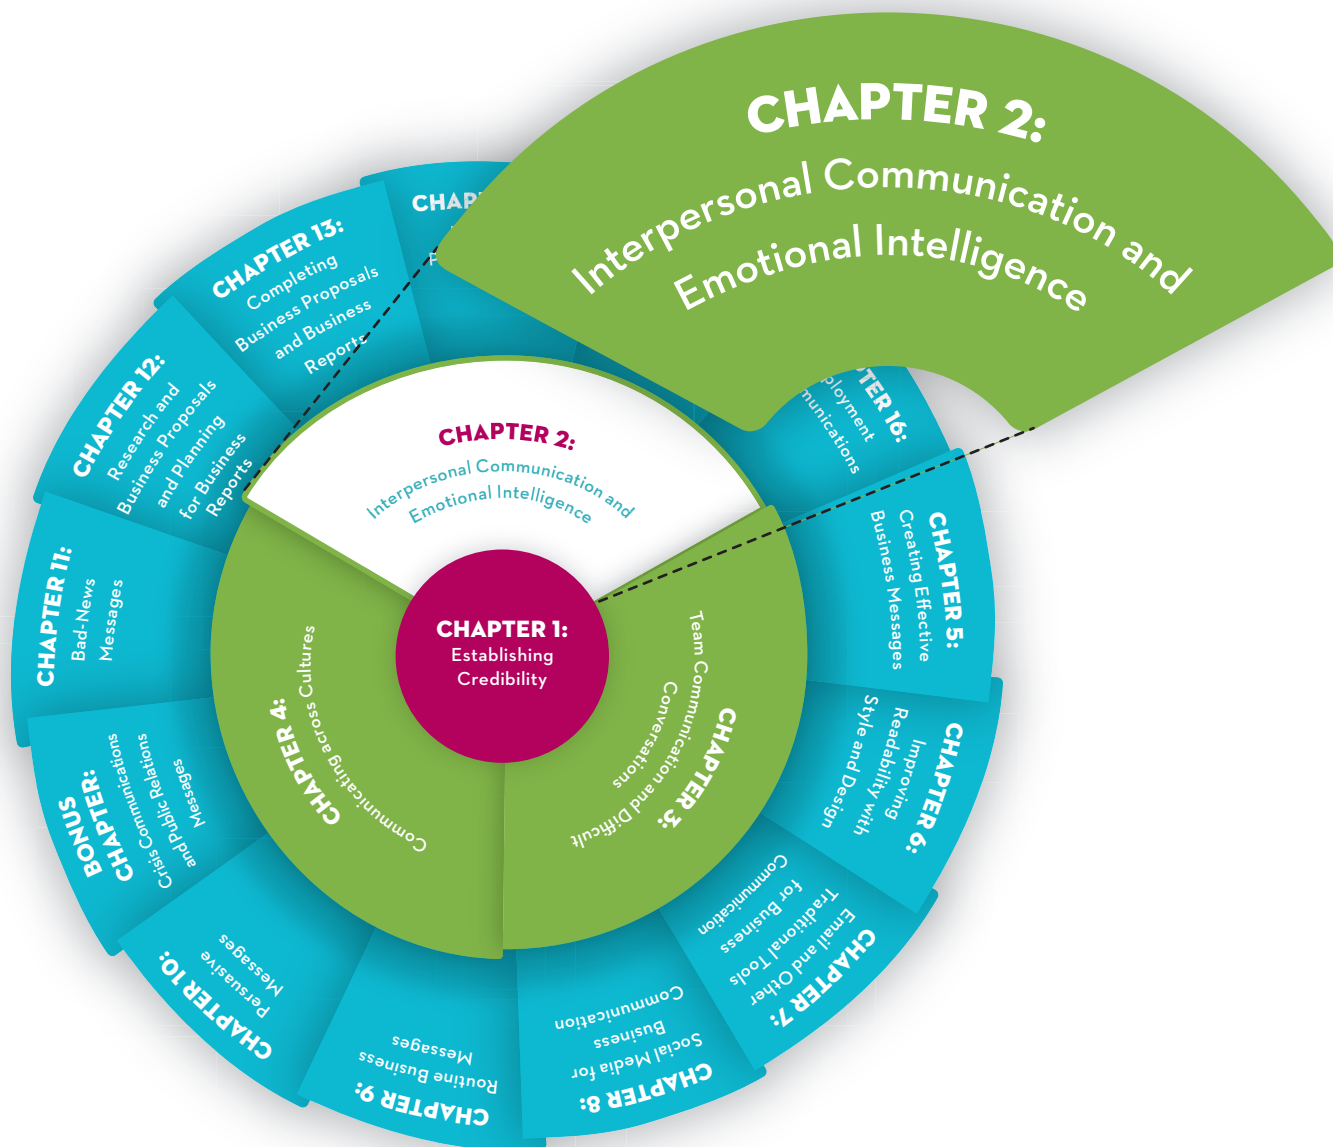 CHAPTER 2:
Interpersonal Communication and
Emotional Intelligence
CHAPTER 2:
Interpersonal Communication and
Emotional Intelligence
CHAPTER 1:
Establishing
Credibility
CHAPTER 3:
Team Communication and Difficult
Conversations
CHAPTER 4:
Communicating across Cultures
CHAPTER 5:
Creating Effective
Business Messages
CHAPTER 6:
Improving
Readability with
Style and Design
CHAPTER 7:
Email and Other
Traditional Tools
for Business
Communication
CHAPTER 8:
Social Media for
Business
Communication
CHAPTER 9:
Routine Business
Messages
CHAPTER 10:
Persuasive
Messages
BONUS
CHAPTER:
Crisis Communications
and Public Relations
Messages
CHAPTER 11:
Bad-News
Messages
CHAPTER 12:
Research and
Business Proposals
and Planning
for Business
Reports
CHAPTER 13:
Completing
Business Proposals
and Business
Reports
CHAP
TER 16:
ployment
munications